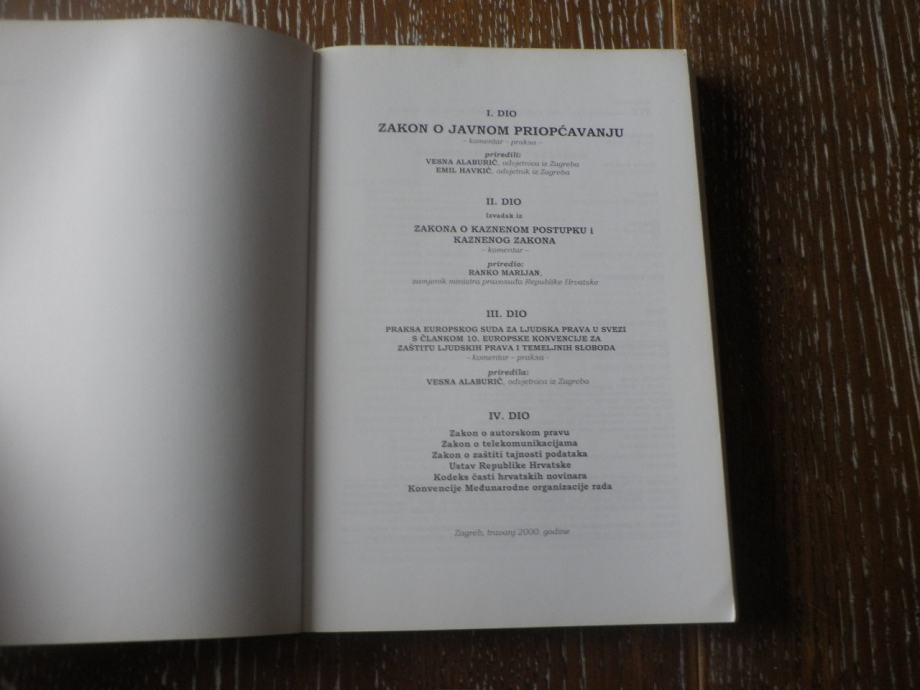 I. DIO
ZAKON O JAVNOM PRIOPĆAVANJU
- komentar - praksa -
priredili:
VESNA ALABURIĆ, odvjetnica iz Zagreba
EMIL HAVKIĆ, odvjetnik iz Zagreba
II. DIO
Izvadak iz
ZAKONA O KAZNENOM POSTUPKU i
KAZNENOG ZAKONA
- komentar -
priredio:
RANKO MARIJAN,
zamjenik ministra pravosuđa Republike Hrvatske
III. DIO
PRAKSA EUROPSKOG SUDA ZA LJUDSKA PRAVA U SVEZI
S ČLANKOM 10. EUROPSKE KONVENCIJE ZA
ZAŠTITU LJUDSKIH PRAVA I TEMELJNIH SLOBODA
- komentar - praksa -
priredila:
VESNA ALABURIĆ, odvjetnica iz Zagreba
IV. DIO
Zakon o autorskom pravu
Zakon o telekomunikacijama
Zakon o zaštiti tajnosti podataka
Ustav Republike Hrvatske
Kodeks časti hrvatskih novinara
Konvencije Međunarodne organizacije rada
Zagreb, travanj 2000. godine